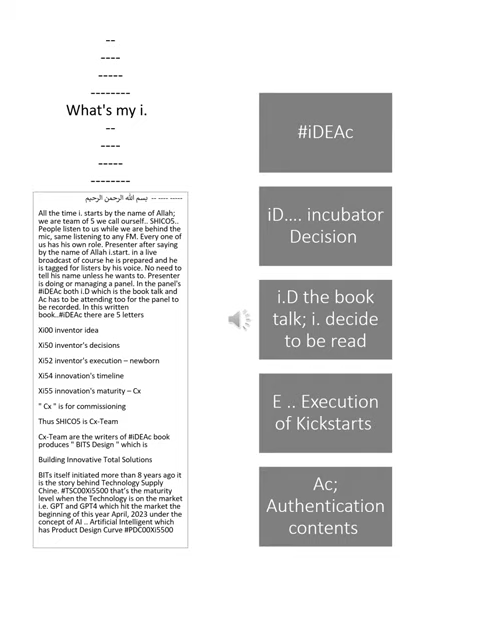 --
----
-----
--------
What's my i.
--
----
-----
--------
----- ---- -- بسم الله الرحمن الرحيم
All the time i. starts by the name of Allah;
we are team of 5 we call ourself.. SHICO5..
People listen to us while we are behind the
mic, same listening to any FM. Every one of
us has his own role. Presenter after saying
by the name of Allah i.start. in a live
broadcast of course he is prepared and he
is tagged for listers by his voice. No need to
tell his name unless he wants to. Presenter
is doing or managing a panel. In the panel's
#iDEAc both i.D which is the book talk and
Ac has to be attending too for the panel to
be recorded. In this written
book..#iDEAc there are 5 letters
Xi00 inventor idea
Xi50 inventor's decisions
Xi52 inventor's execution – newborn
Xi54 innovation's timeline
Xi55 innovation's maturity – Cx
" Cx " is for commissioning
Thus SHICO5 is Cx-Team
Cx-Team are the writers of #iDEAc book
produces " BITS Design " which is
Building Innovative Total Solutions
BITs itself initiated more than 8 years ago it
is the story behind Technology Supply
Chine. #TSC00Xi5500 that's the maturity
level when the Technology is on the market
i.e. GPT and GPT4 which hit the market the
beginning of this year April, 2023 under the
concept of AI .. Artificial Intelligent which
has Product Design Curve #PDC00Xi5500
#iDEAc
iD.... incubator
Decision
i.D the book
talk; i. decide
to be read
E .. Execution
of Kickstarts
Ac;
Authentication
contents